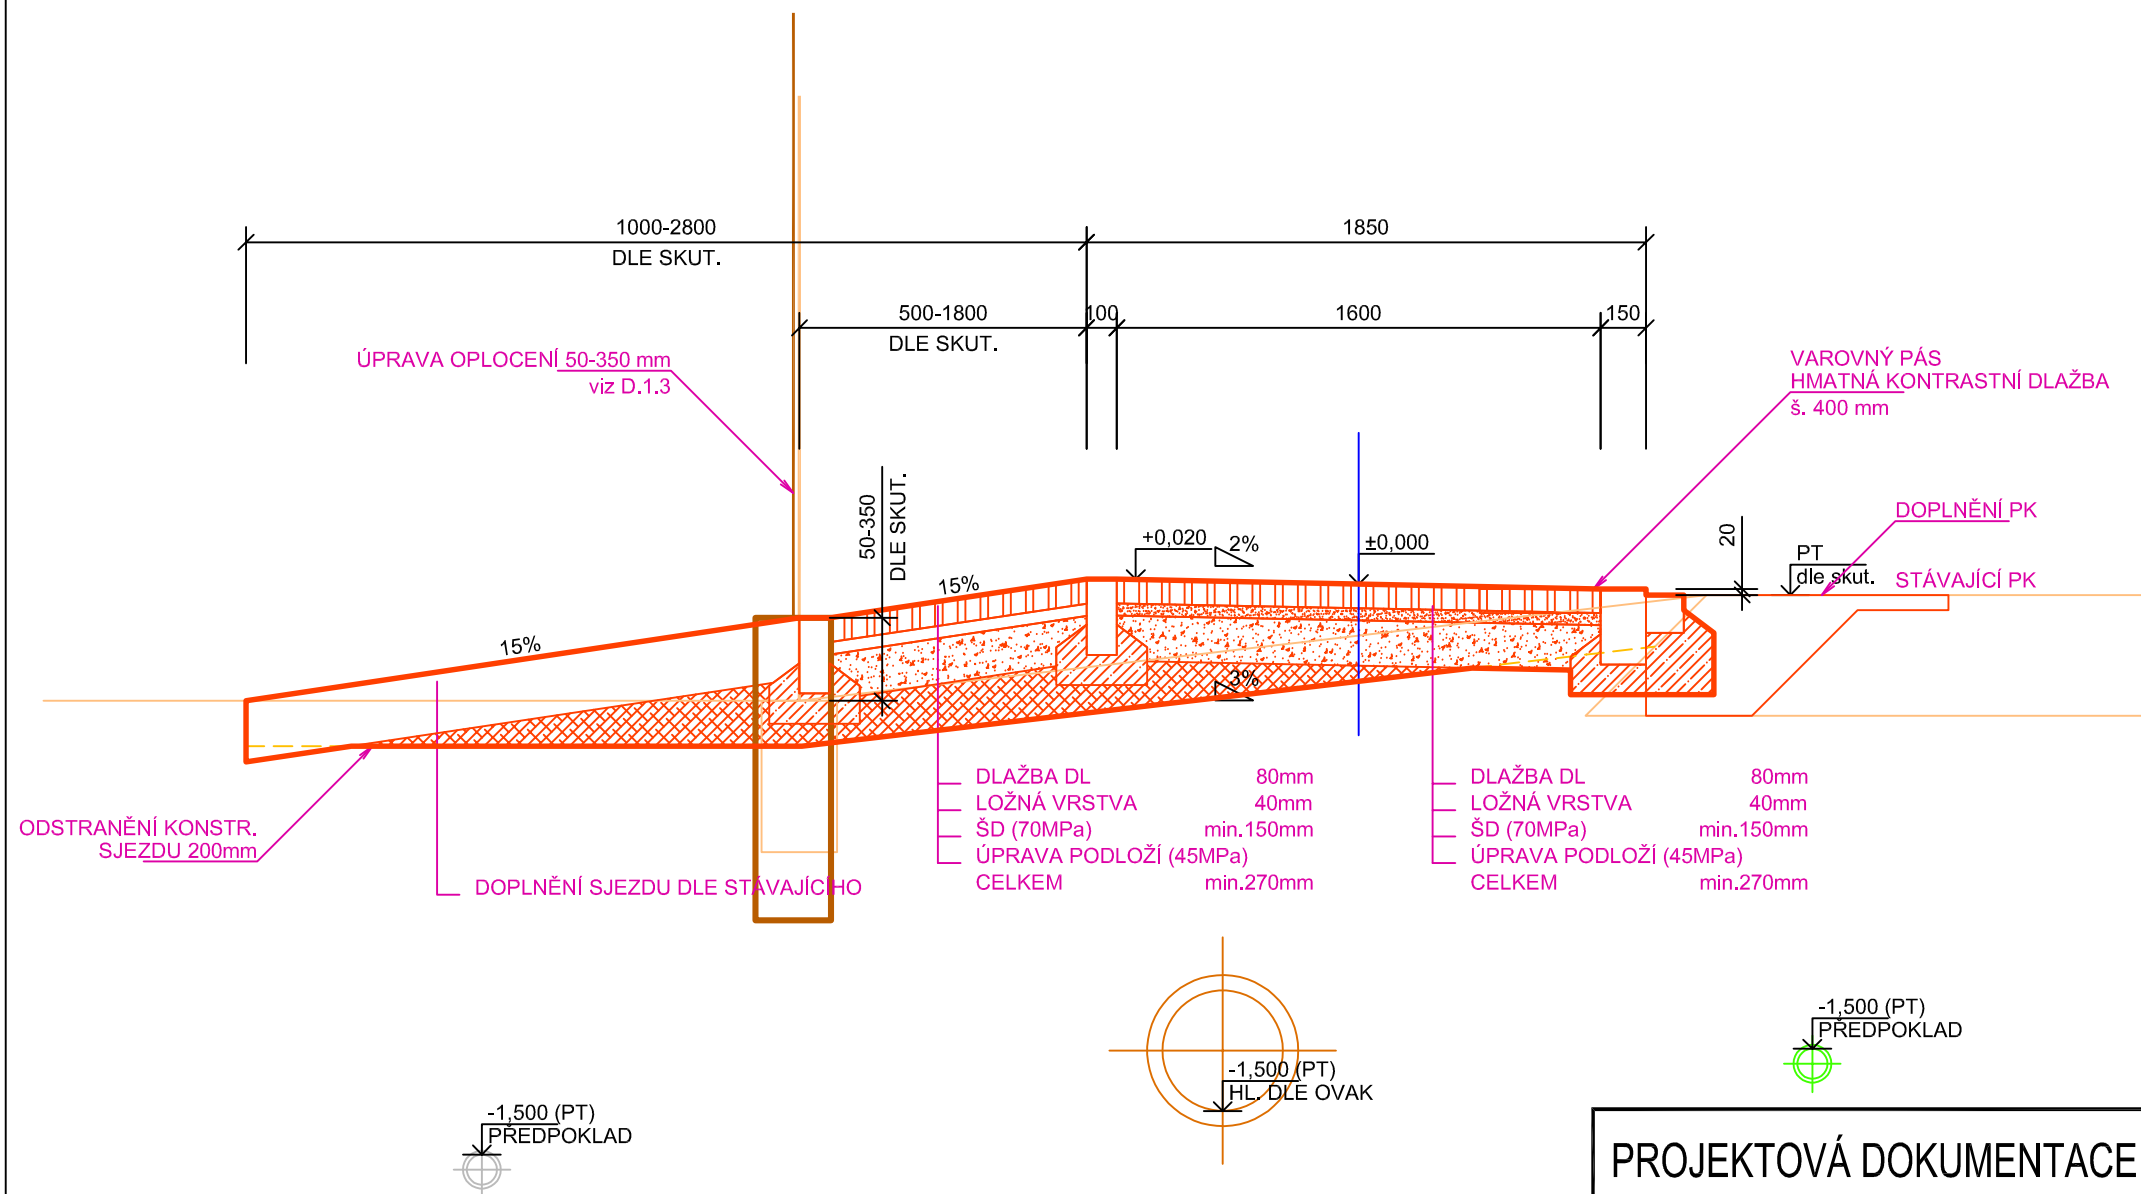 1000-2800
DLE SKUT.
1850
500-1800
DLE SKUT.
100
1600
150
ÚPRAVA OPLOCENÍ 50-350 mm
viz D.1.3
VAROVNÝ PÁS
HMATNÁ KONTRASTNÍ DLAŽBA
š. 400 mm
50-350
DLE SKUT.
+0,020
2%
±0,000
20
DOPLNĚNÍ PK
PT
dle skut.
STÁVAJÍCÍ PK
15%
15%
3%
DLAŽBA DL 80mm
LOŽNÁ VRSTVA 40mm
ŠD (70MPa) min.150mm
ÚPRAVA PODLOŽÍ (45MPa)
CELKEM min.270mm
DLAŽBA DL 80mm
LOŽNÁ VRSTVA 40mm
ŠD (70MPa) min.150mm
ÚPRAVA PODLOŽÍ (45MPa)
CELKEM min.270mm
ODSTRANĚNÍ KONSTR.
SJEZDU 200mm
DOPLNĚNÍ SJEZDU DLE STÁVAJÍCÍHO
-1,500 (PT)
PŘEDPOKLAD
-1,500 (PT)
HL. DLE OVAK
-1,500 (PT)
PŘEDPOKLAD
PROJEKTOVÁ DOKUMENTACE